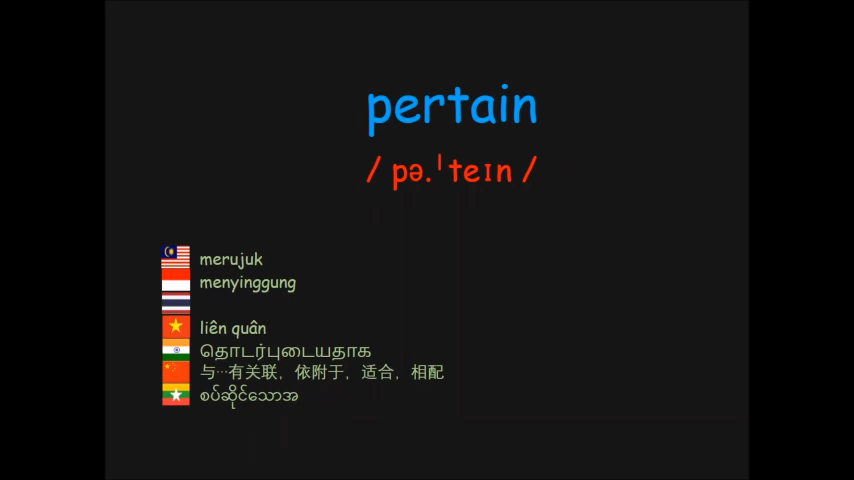 pertain
/ pə.ˈteɪn /
merujuk
menyinggung
liên quân
தொடர்புடையதாக
与…有关联，依附于，适合，相配
စပ်ဆိုင်သောအ